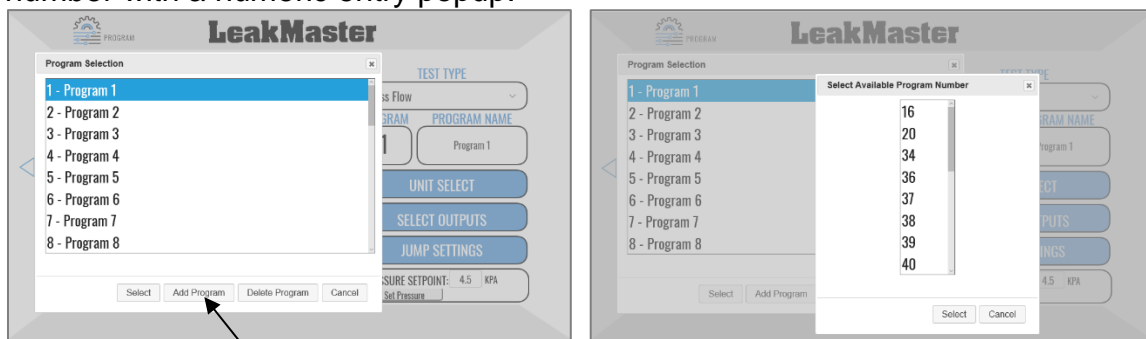 number with a numeric entry popup.
PROGRAM
LeakMaster
Program Selection
1 - Program 1
2 - Program 2
3 - Program 3
4 - Program 4
5 - Program 5
6 - Program 6
7 - Program 7
8 - Program 8
Select Add Program Delete Program Cancel
TEST TYPE
ss Flow
GRAM PROGRAM NAME
1 Program 1
UNIT SELECT
SELECT OUTPUTS
JUMP SETTINGS
SSURE SETPOINT: 4.5 KPA
Set Pressure
PROGRAM
LeakMaster
Program Selection
1 - Program 1
2 - Program 2
3 - Program 3
4 - Program 4
5 - Program 5
6 - Program 6
7 - Program 7
8 - Program 8
Select Add Program
Select Available Program Number
16
20
34
36
37
38
39
40
Select Cancel
RAM NAME
Program 1
ECT
TPUTS
INGS
4.5 KPA